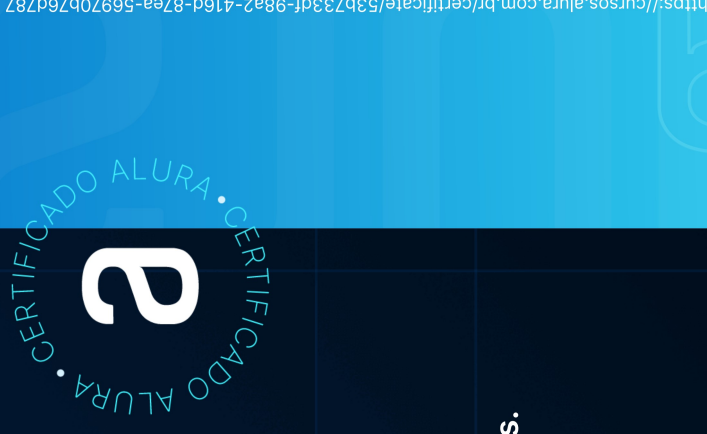 https://cursos.alura.com.br/certificate/53b733df-98a2-416d-87ea-56970b76d787
CERTIFICADO ALURA • CERTIFICADO ALURA •
a
s.